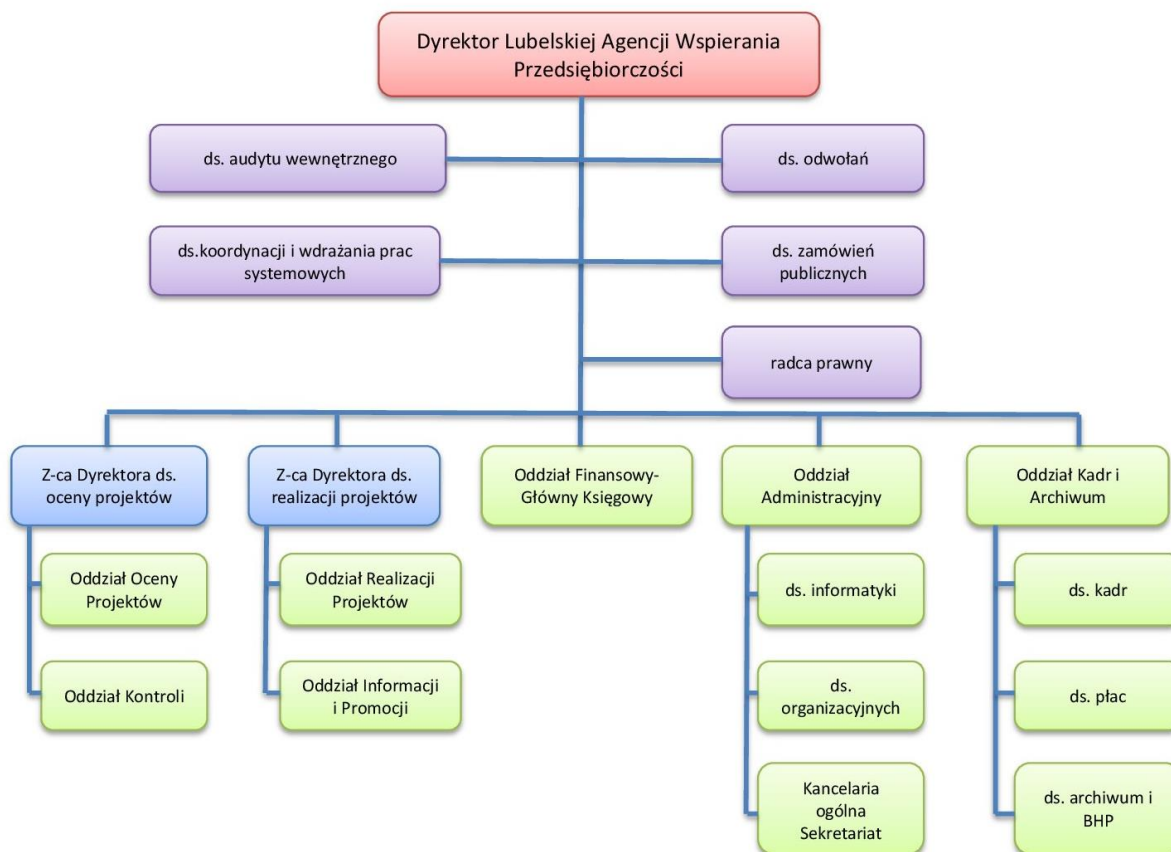 Dyrektor Lubelskiej Agencji Wspierania
Przedsiębiorczości
ds. audytu wewnętrznego
ds. odwołań
ds.koordynacji i wdrażania prac
systemowych
ds. zamówień
publicznych
radca prawny
Z-ca Dyrektora ds.
oceny projektów
Z-ca Dyrektora ds.
realizacji projektów
Oddział Finansowy-
Główny Księgowy
Oddział
Administracyjny
Oddział Kadr i
Archiwum
Oddział Oceny
Projektów
Oddział Realizacji
Projektów
ds. informatyki
ds. kadr
Oddział Kontroli
Oddział Informacji
i Promocji
ds.
organizacyjnych
ds. płac
Kancelaria
ogólna
Sekretariat
ds. archiwum i
BHP